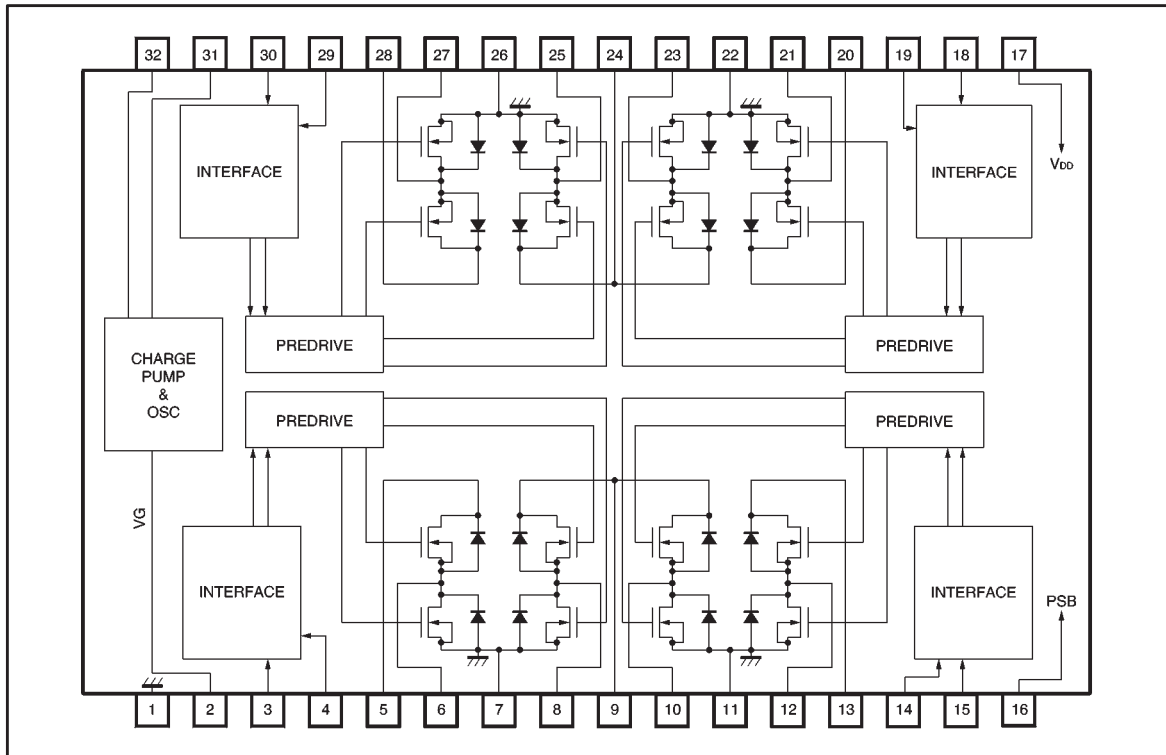 32 31 30 29 28 27 26 25 24 23 22 21 20 19 18 17
INTERFACE
INTERFACE
VDD
PREDRIVE
PREDRIVE
CHARGE
PUMP
&
OSC
PREDRIVE
PREDRIVE
VG
INTERFACE
INTERFACE
PSB
1 2 3 4 5 6 7 8 9 10 11 12 13 14 15 16